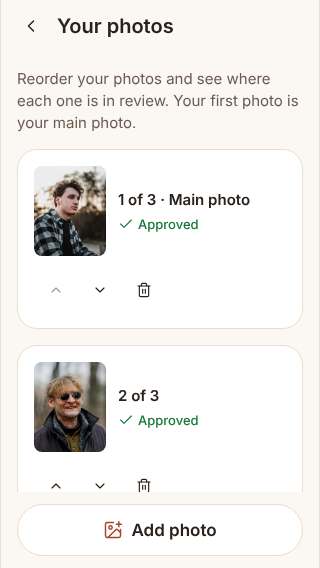 Your photos
Reorder your photos and see where
each one is in review. Your first photo is
your main photo.
1 of 3 · Main photo
Approved
2 of 3
Approved
Add photo